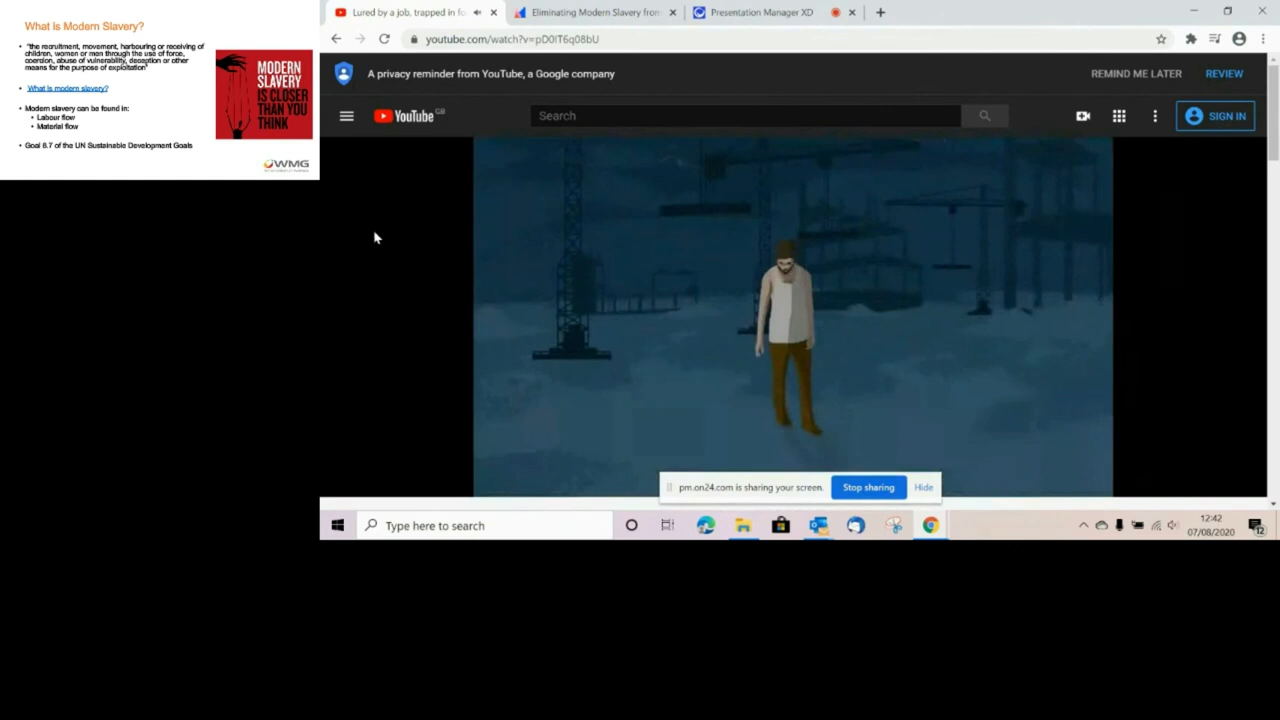 What Is Modern Slavery?
• "the recruitment, movement, harbouring or receiving of
children, women or men through the use of force,
coercion, abuse of vulnerability, deception or other
means for the purpose of exploitation"
• What is modern slavery?
• Modern slavery can be found in:
• Labour flow
• Material flow
• Goal 8.7 of the UN Sustainable Development Goals
MODERN
SLAVERY
IS CLOSER
THAN YOU
THINK
WMG
Lured by a job, trapped in fo
Eliminating Modern Slavery from
Presentation Manager XD
youtube.com/watch?v=pD0IT6q08bU
A privacy reminder from YouTube, a Google company
REMIND ME LATER
REVIEW
YouTube GB
Search
SIGN IN
pm.on24.com is sharing your screen.
Stop sharing
Hide
Type here to search
12:42
07/08/2020
12